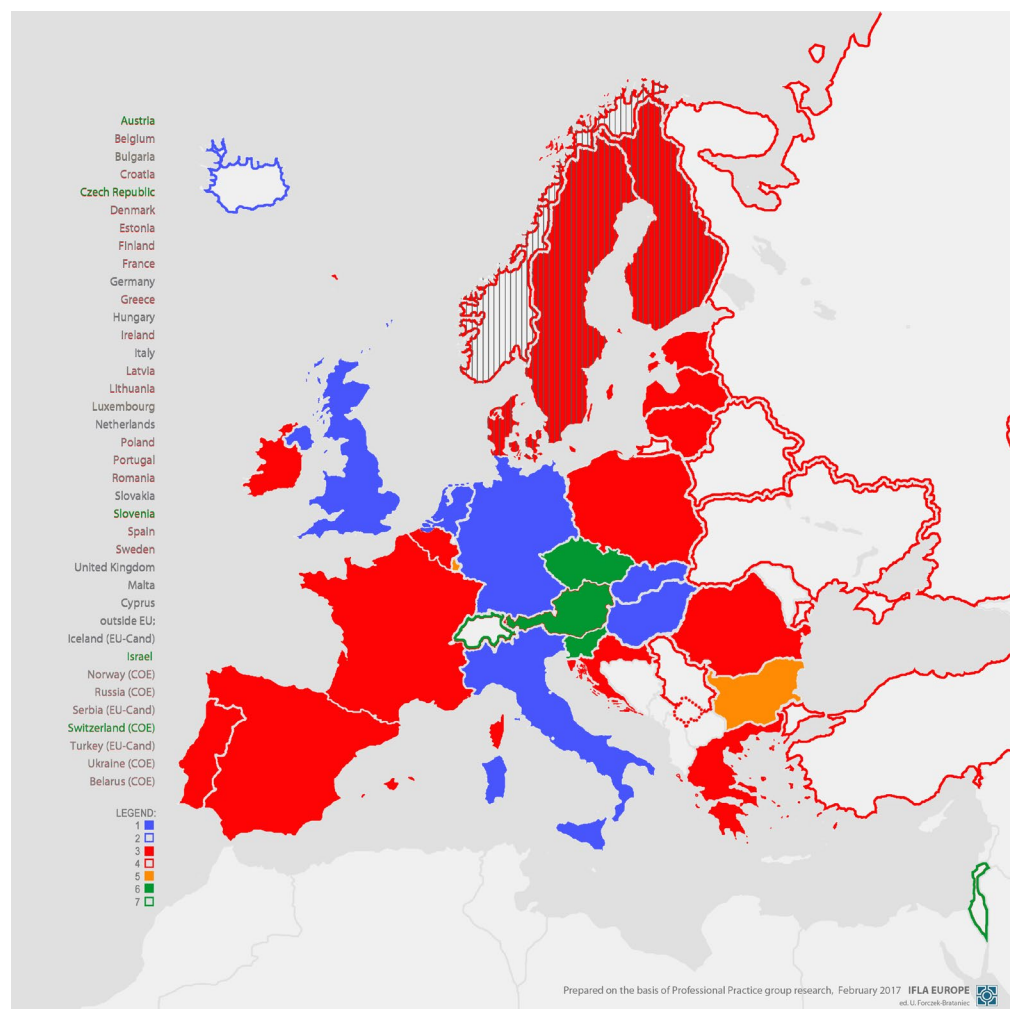 Austria
Belgium
Bulgaria
Croatia
Czech Republic
Denmark
Estonia
Finland
France
Germany
Greece
Hungary
Ireland
Italy
Latvia
Lithuania
Luxembourg
Netherlands
Poland
Portugal
Romania
Slovakia
Slovenia
Spain
Sweden
United Kingdom
Malta
Cyprus
outside EU:
Iceland (EU-Cand)
Israel
Norway (COE)
Russia (COE)
Serbia (EU-Cand)
Switzerland (COE)
Turkey (EU-Cand)
Ukraine (COE)
Belarus (COE)
LEGEND:
1
2
3
4
5
6
7
Prepared on the basis of Professional Practice group research, February 2017 IFLA EUROPE
ed. U. Forczek-Brataniec